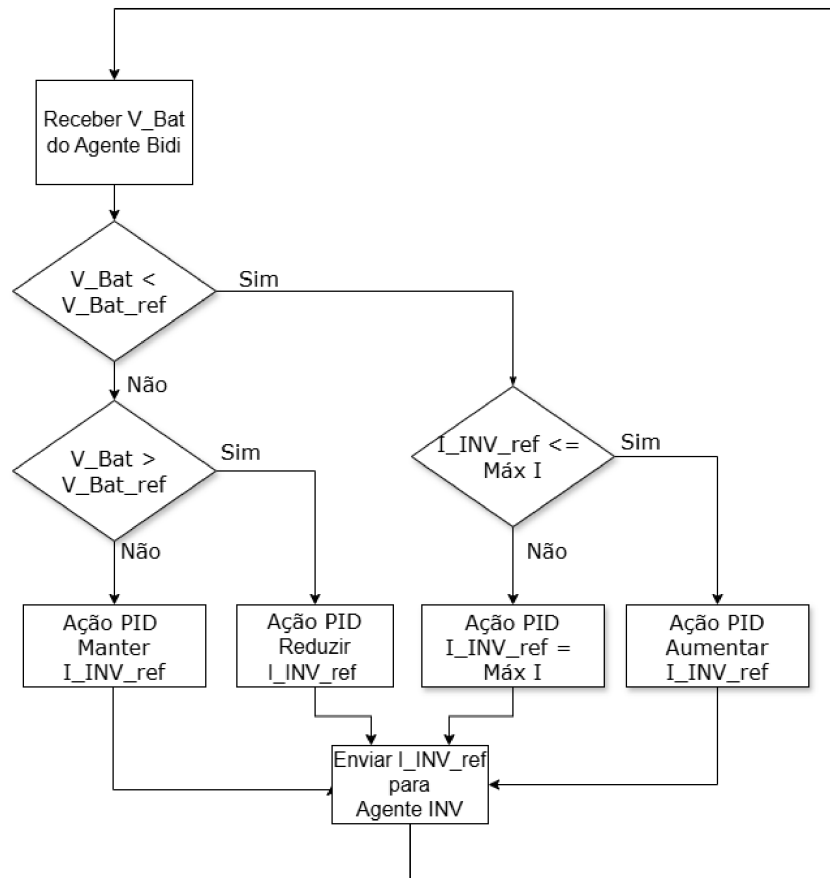 Receber V_Bat
do Agente Bidi
V_Bat <
V_Bat_ref
Sim
Não
V_Bat >
V_Bat_ref
Sim
I_INV_ref <=
Máx I
Sim
Não
Não
Ação PID
Manter
I_INV_ref
Ação PID
Reduzir
I_INV_ref
Ação PID
I_INV_ref =
Máx I
Ação PID
Aumentar
I_INV_ref
Enviar I_INV_ref
para
Agente INV